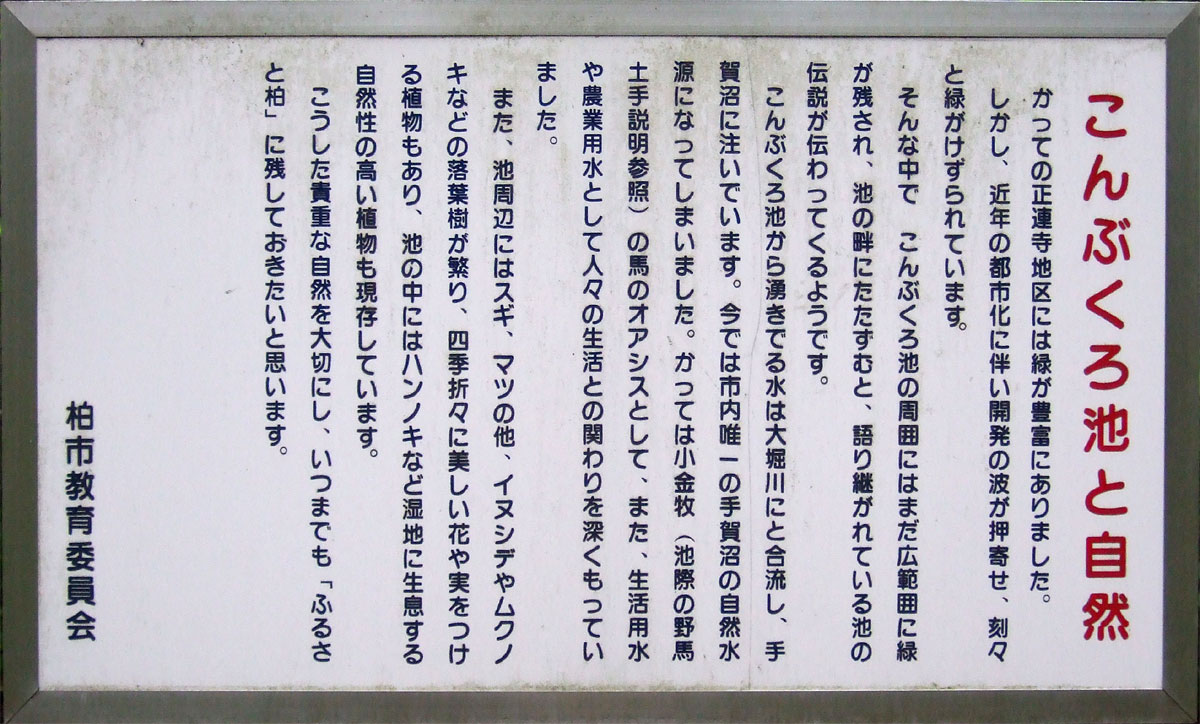 こんぶくろ池と自然
かつての正連寺地区には緑が豊富にありました。
しかし、近年の都市化に伴い開発の波が押寄せ、刻々
と緑がけずられています。
そんな中で　こんぶくろ池の周囲にはまだ広範囲に緑
が残され、池の畔にたたずむと、語り継がれている池の
伝説が伝わってくるようです。
こんぶくろ池から湧きでる水は大堀川にと合流し、手
賀沼に注いでいます。今では市内唯一の手賀沼の自然水
源になってしまいました。かつては小金牧（池際の野馬
土手説明参照）の馬のオアシスとして、また、生活用水
や農業用水として人々の生活との関わりを深くもってい
ました。
また、池周辺にはスギ、マツの他、イヌシデやムクノ
キなどの落葉樹が繁り、四季折々に美しい花や実をつけ
る植物もあり、池の中にはハンノキなど湿地に生息する
自然性の高い植物も現存しています。
こうした貴重な自然を大切にし、いつまでも「ふるさ
と柏」に残しておきたいと思います。
柏市教育委員会